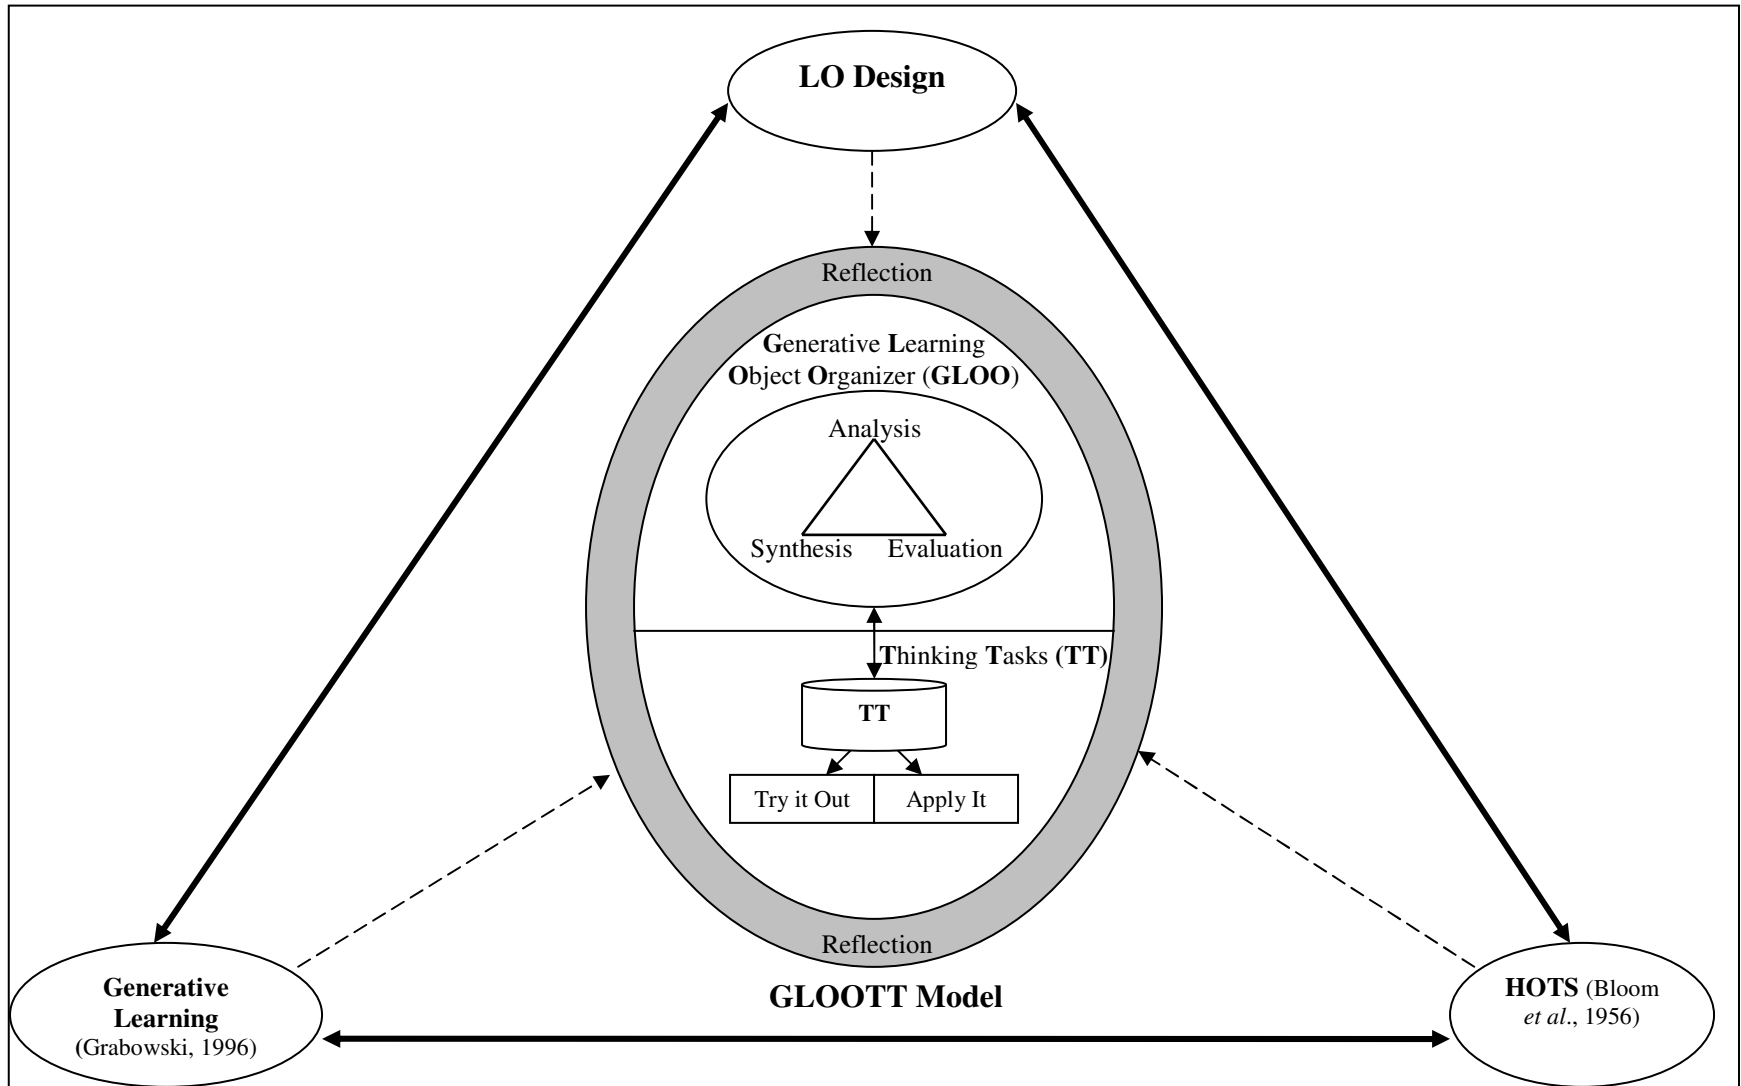 LO Design
Reflection
Generative Learning
Object Organizer (GLOO)
Analysis
Synthesis
Evaluation
Thinking Tasks (TT)
TT
Try it Out
Apply It
Reflection
GLOOTT Model
Generative
Learning
(Grabowski, 1996)
HOTS (Bloom
et al., 1956)